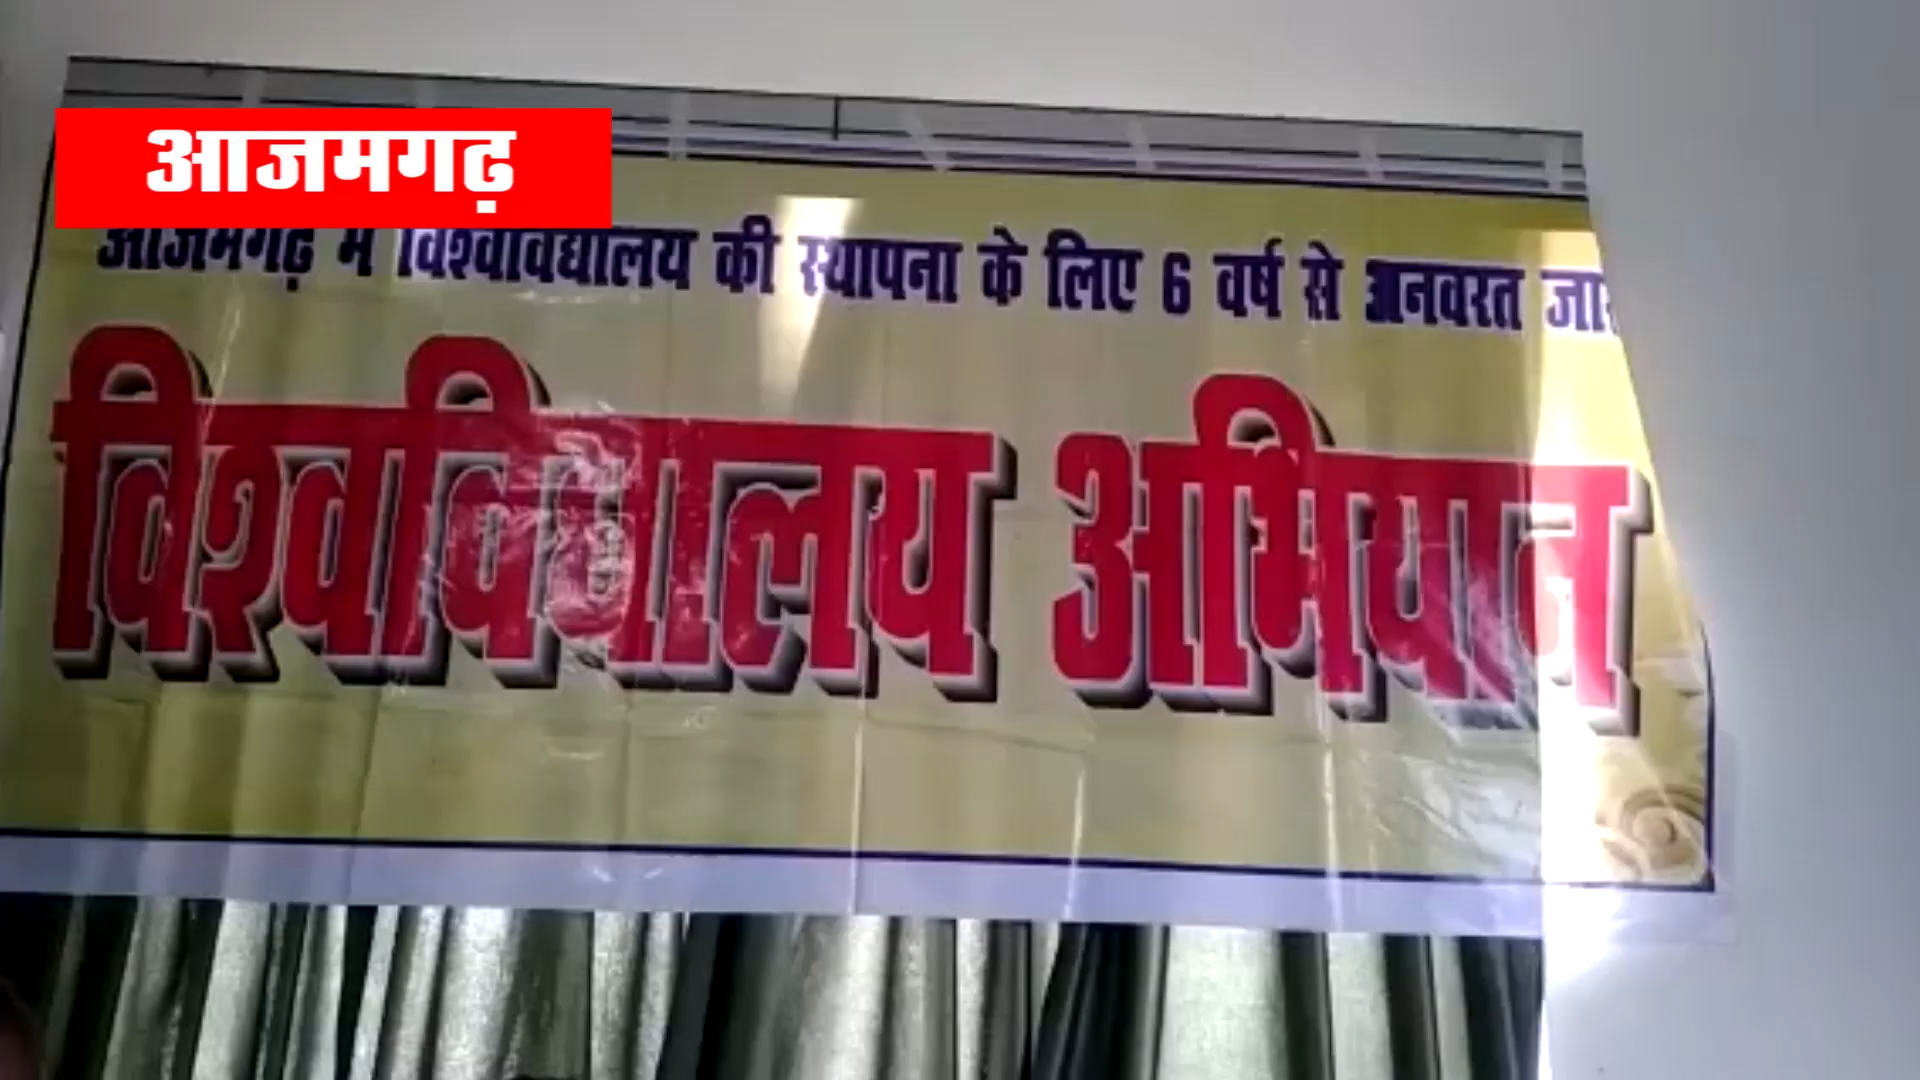 आजमगढ़
आजमगढ़ में विश्वविद्यालय की स्थापना के लिए 6 वर्ष से अनवरत
विश्वविद्यालय अभियान